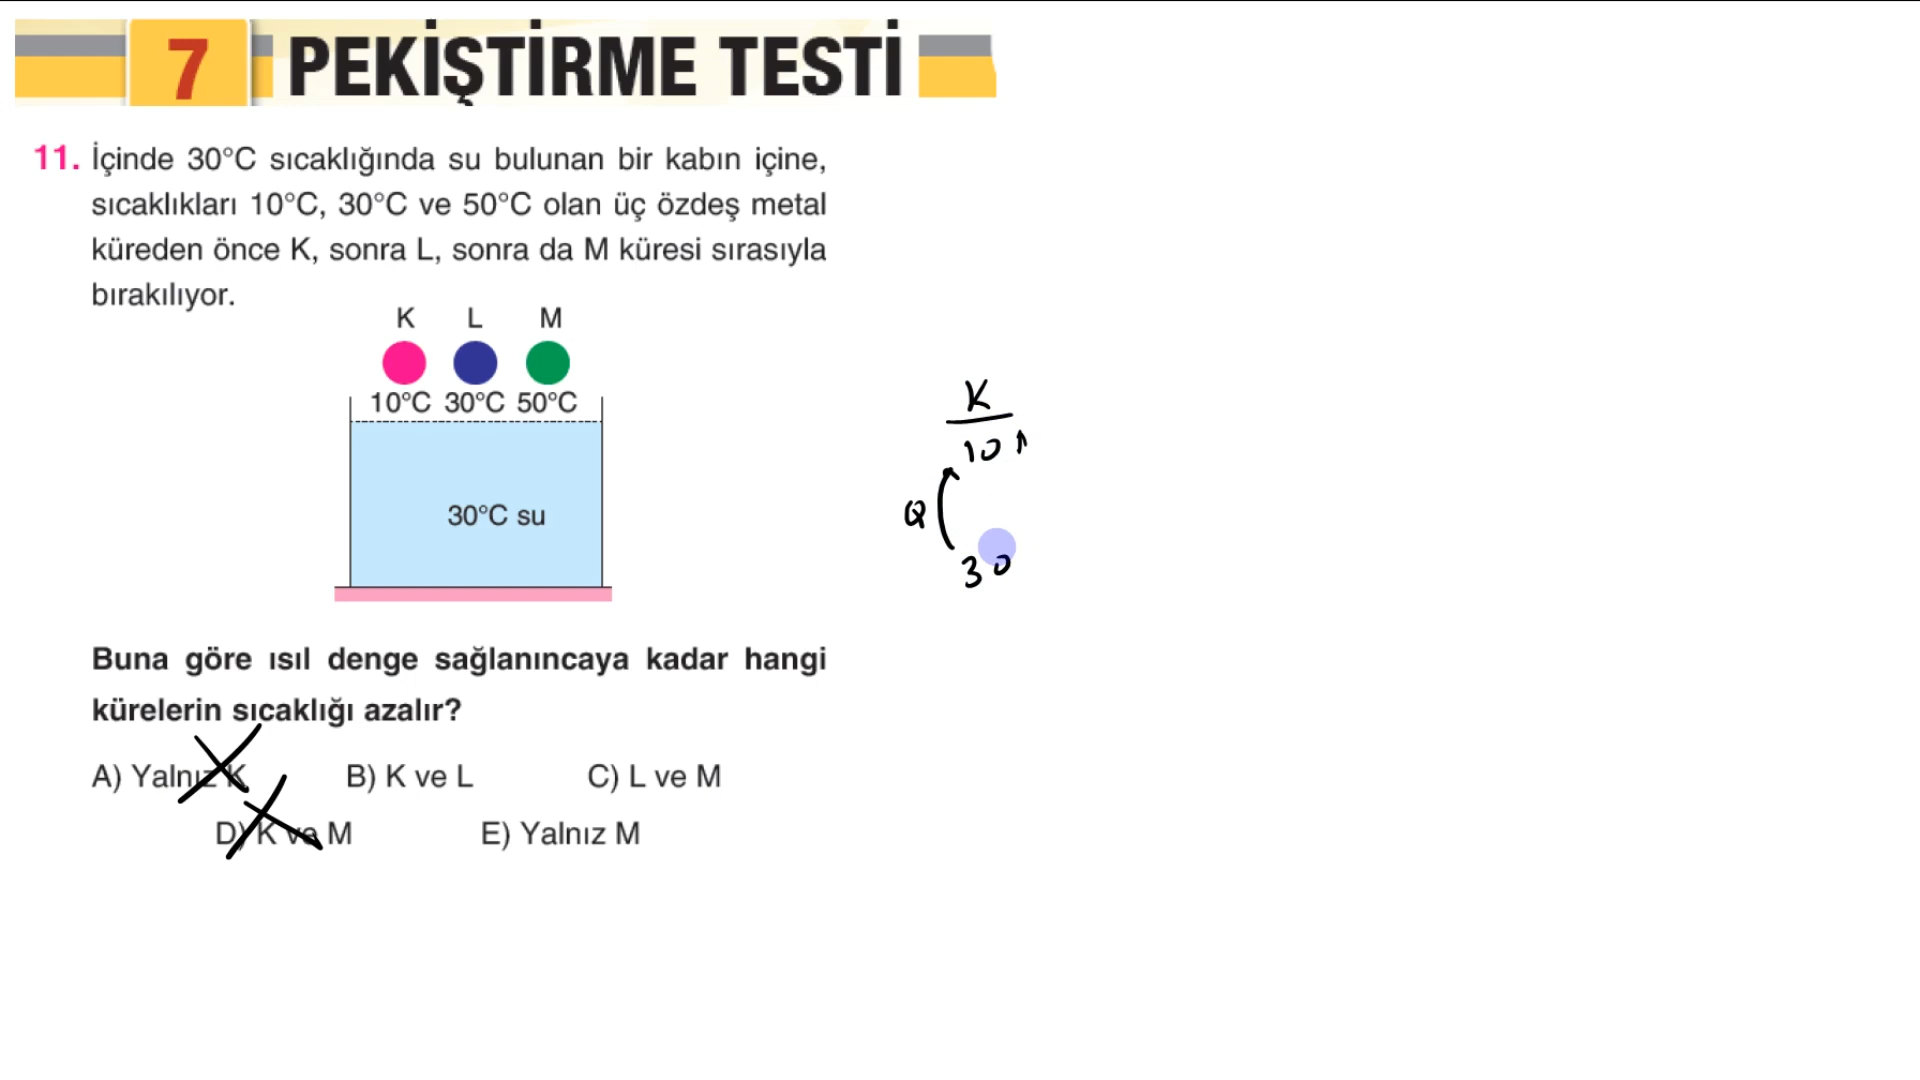 7 PEKİŞTİRME TESTİ
11. İçinde 30°C sıcaklığında su bulunan bir kabın içine,
sıcaklıkları 10°C, 30°C ve 50°C olan üç özdeş metal
küreden önce K, sonra L, sonra da M küresi sırasıyla
bırakılıyor.
K L M
10°C 30°C 50°C
30°C su
K
10
Q
30
Buna göre ısıl denge sağlanıncaya kadar hangi
kürelerin sıcaklığı azalır?
A) Yalnız K B) K ve L C) L ve M
D) K ve M E) Yalnız M